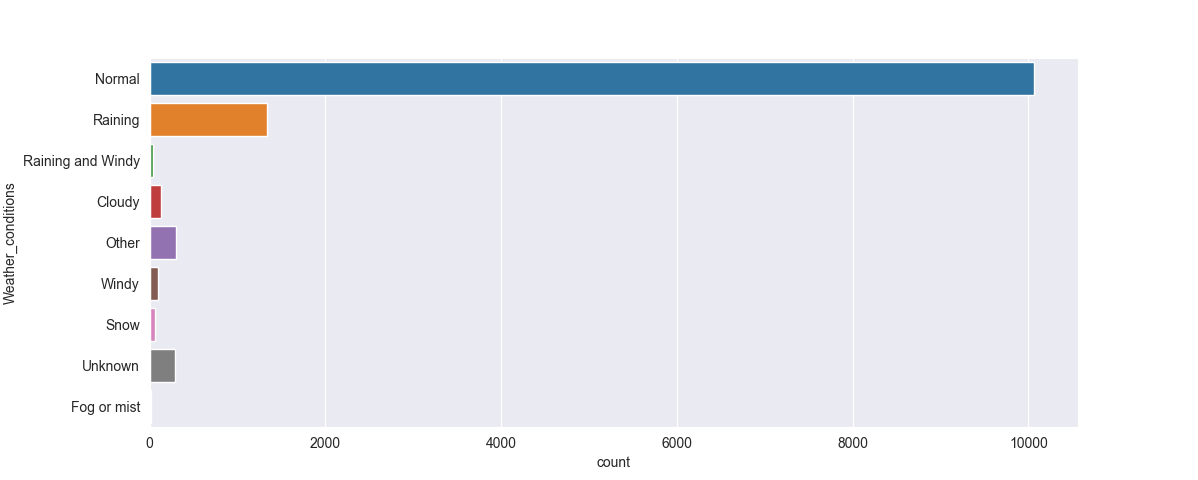 Normal
Raining
Raining and Windy
Cloudy
Other
Windy
Snow
Unknown
Fog or mist
Weather_conditions
0 2000 4000 6000 8000 10000
count